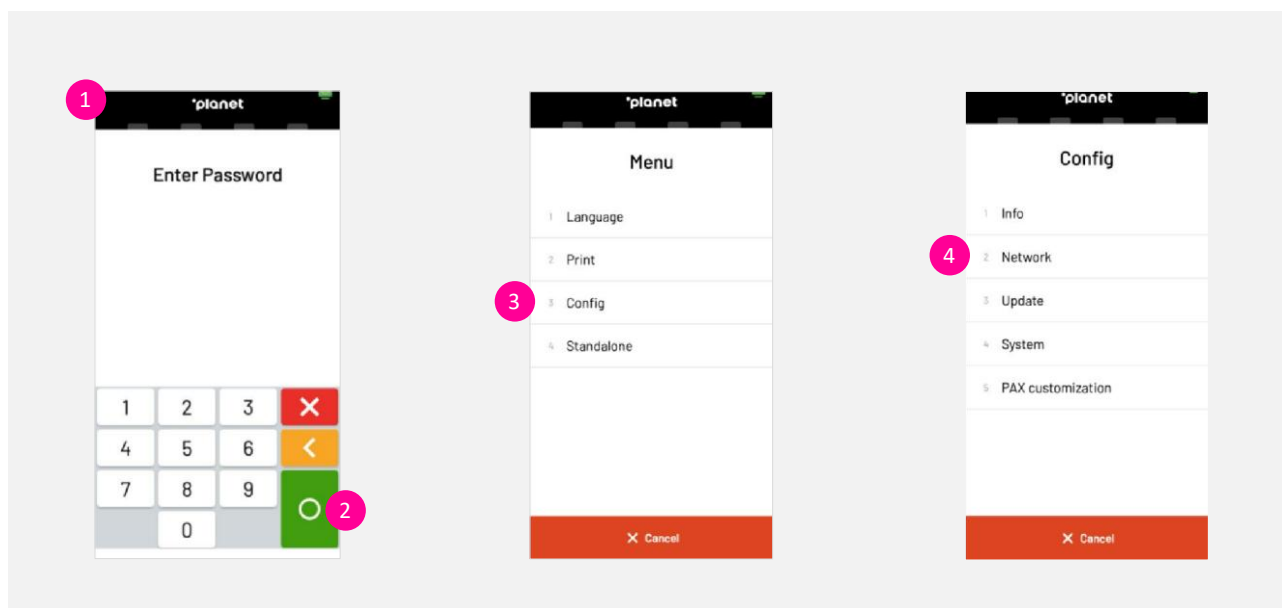 1
planet
Enter Password
1 2 3
4 5 6
7 8 9
0
2
planet
Menu
1 Language
2 Print
3
3 Config
4 Standalone
Cancel
planet
Config
1 Info
4
2 Network
3 Update
4 System
5 PAX customization
Cancel